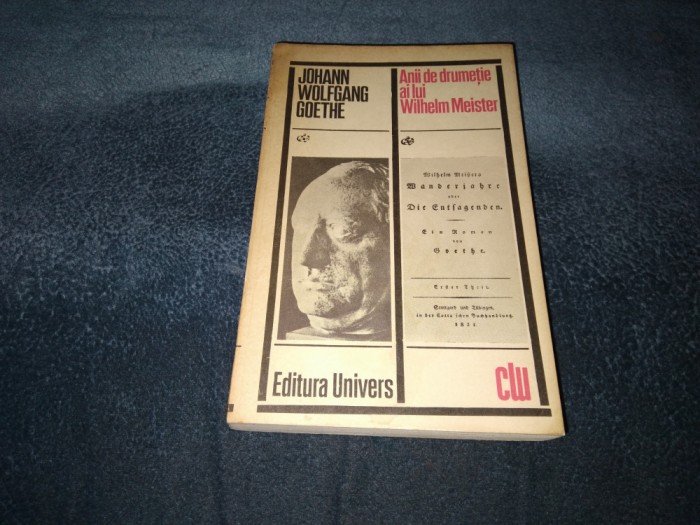 JOHANN
WOLFGANG
GOETHE
Anii de drumeție
ai lui
Wilhelm Meister
Wilhelm Meisters
Wanderjahre
oder
Die Entsagenden.
Ein Roman
von
Goethe.
Erster Theil.
Stuttgard und Tübingen,
in der Cotta'schen Buchhandlung.
1821
Editura Univers
clu